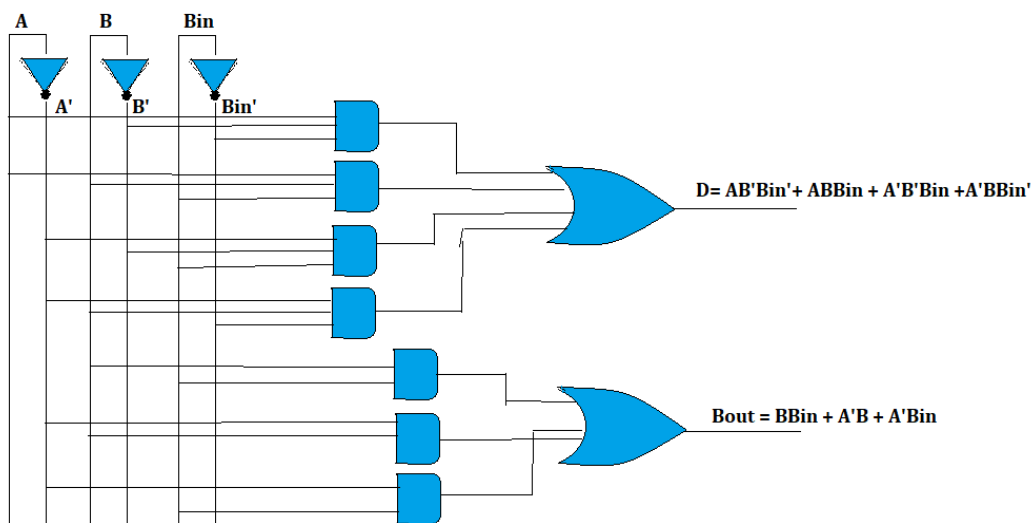 A B Bin
A' B' Bin'
D= AB'Bin'+ ABBin + A'B'Bin +A'BBin'
Bout = BBin + A'B + A'Bin